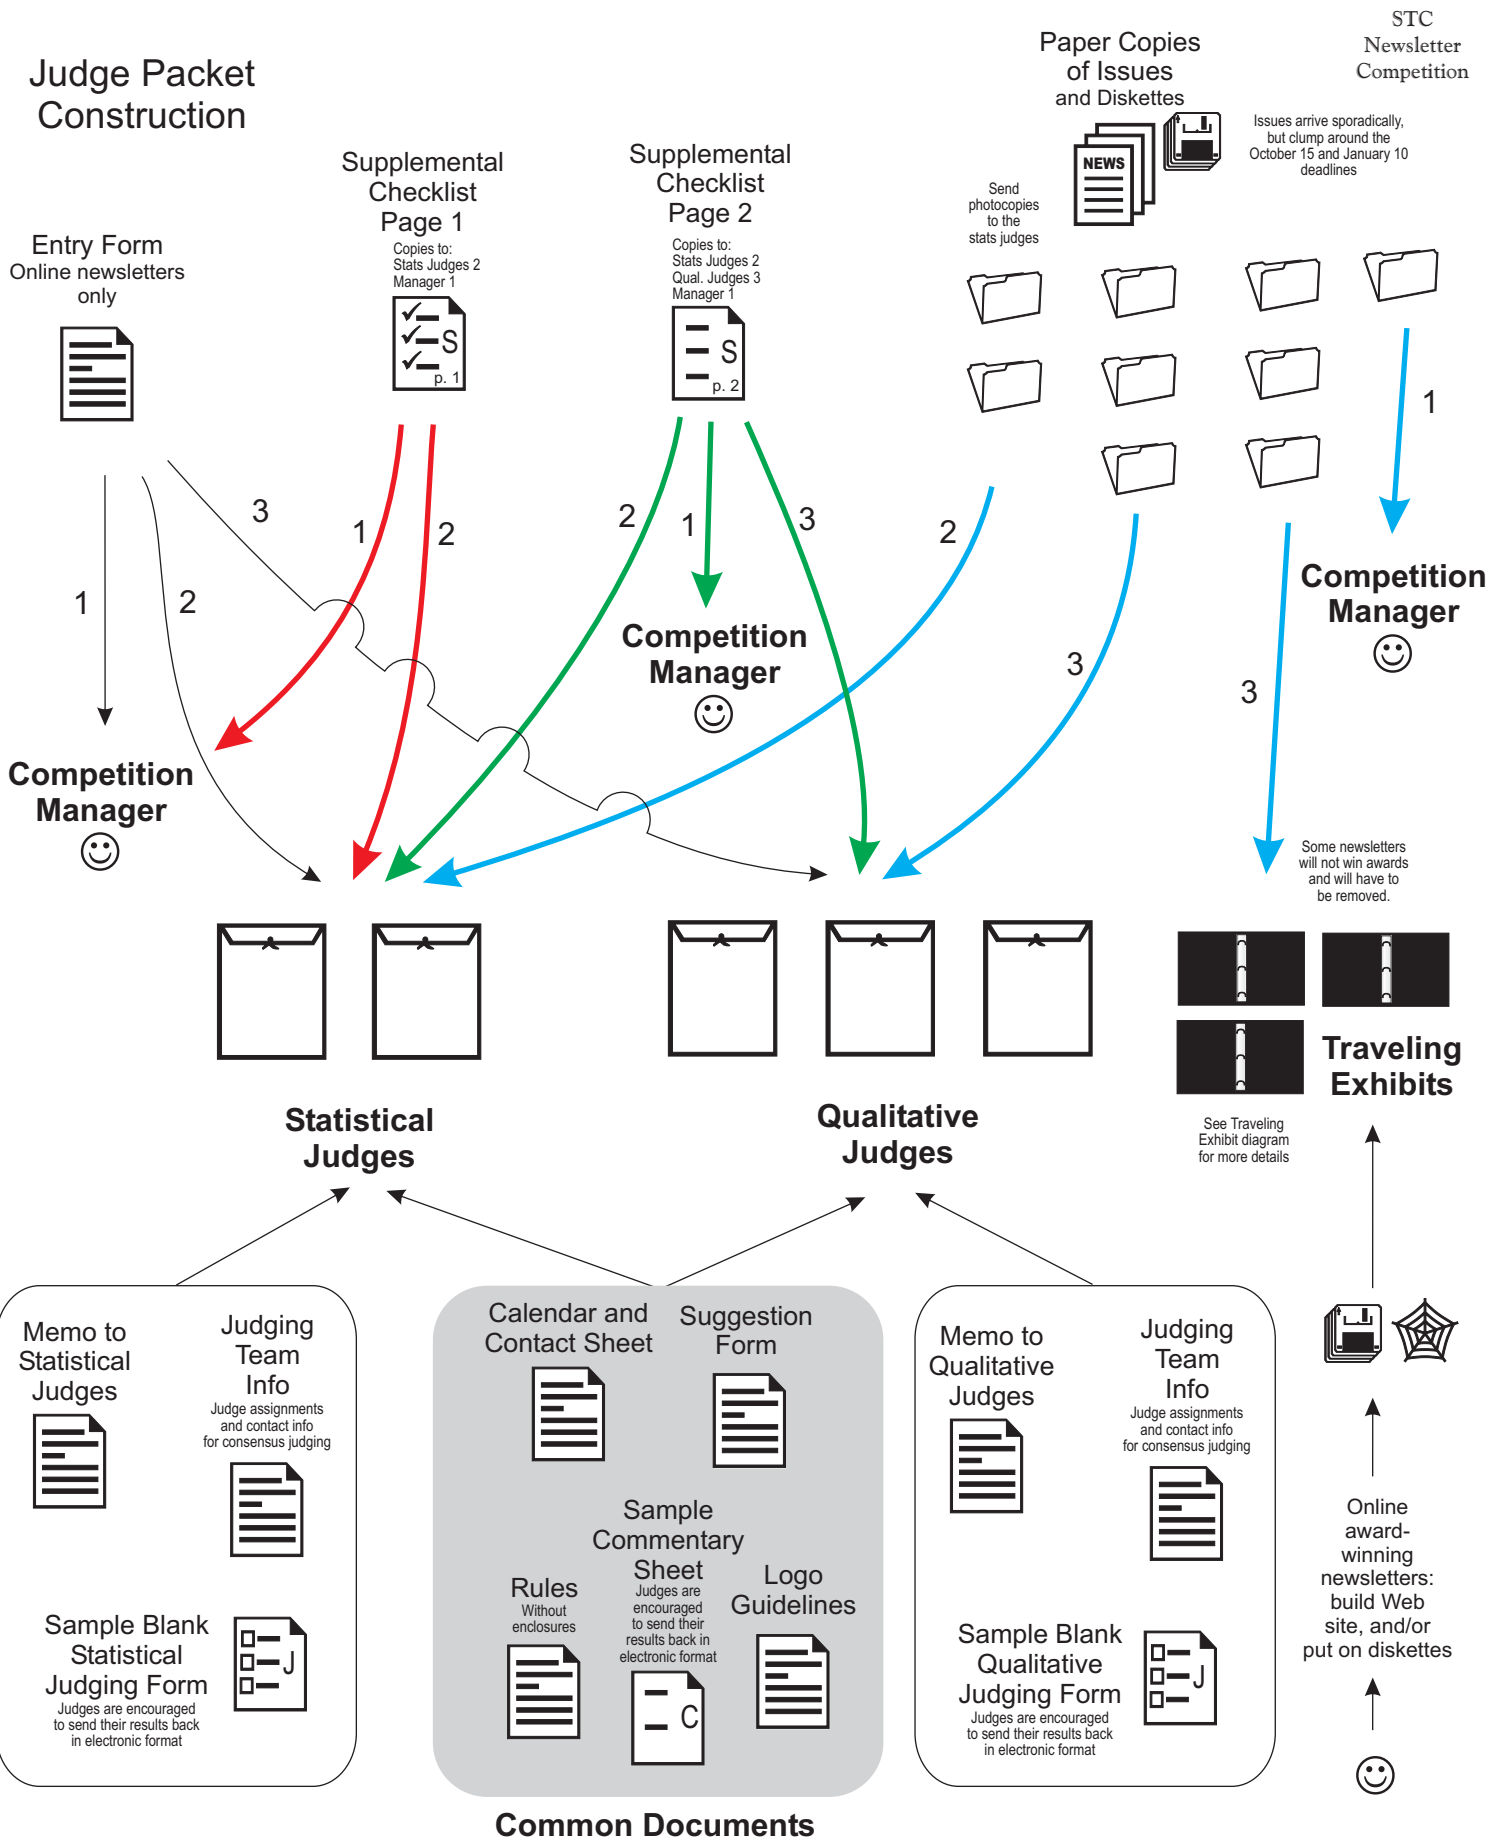 Judge Packet
Construction
STC
Newsletter
Competition
Paper Copies
of Issues
and Diskettes
NEWS
Issues arrive sporadically,
but clump around the
October 15 and January 10
deadlines
Send
photocopies
to the
stats judges
Supplemental
Checklist
Page 1
Copies to:
Stats Judges 2
Manager 1
S
p. 1
Supplemental
Checklist
Page 2
Copies to:
Stats Judges 2
Qual. Judges 3
Manager 1
S
p. 2
Entry Form
Online newsletters
only
1
2
3
1
2
2
1
3
2
3
3
1
Competition
Manager
Competition
Manager
Competition
Manager
Some newsletters
will not win awards
and will have to
be removed.
Statistical
Judges
Qualitative
Judges
Traveling
Exhibits
See Traveling
Exhibit diagram
for more details
Memo to
Statistical
Judges
Judging
Team
Info
Judge assignments
and contact info
for consensus judging
Sample Blank
Statistical
Judging Form
Judges are encouraged
to send their results back
in electronic format
J
Calendar and
Contact Sheet
Suggestion
Form
Sample
Commentary
Sheet
Judges are
encouraged
to send their
results back in
electronic format
C
Rules
Without
enclosures
Logo
Guidelines
Common Documents
Memo to
Qualitative
Judges
Judging
Team
Info
Judge assignments
and contact info
for consensus judging
Sample Blank
Qualitative
Judging Form
Judges are encouraged
to send their results back
in electronic format
J
Online
award-
winning
newsletters:
build Web
site, and/or
put on diskettes